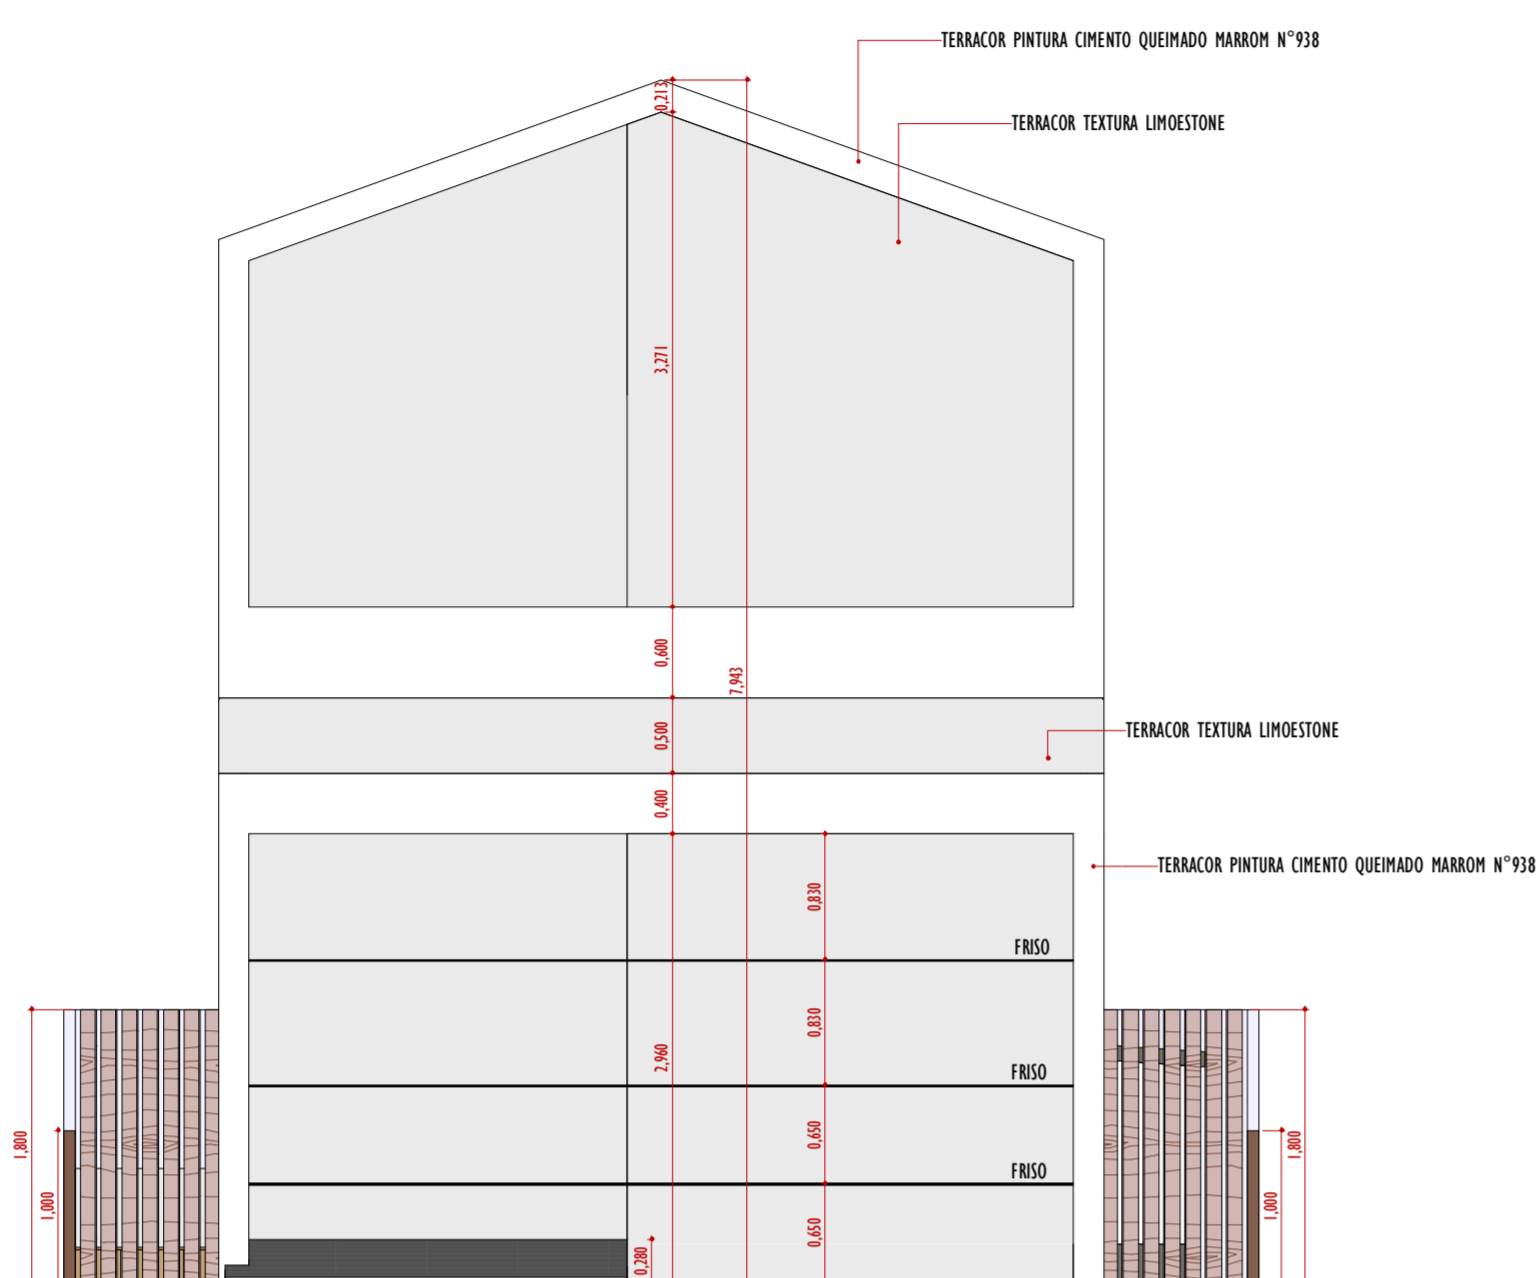 TERRACOR PINTURA CIMENTO QUEIMADO MARROM N°938
0,213
TERRACOR TEXTURA LIMOESTONE
3,271
0,600
7,943
0,500
TERRACOR TEXTURA LIMOESTONE
0,400
TERRACOR PINTURA CIMENTO QUEIMADO MARROM N°938
0,830
FRISO
0,830
2,960
FRISO
1,800
0,650
1,800
FRISO
1,000
1,000
0,650
0,280